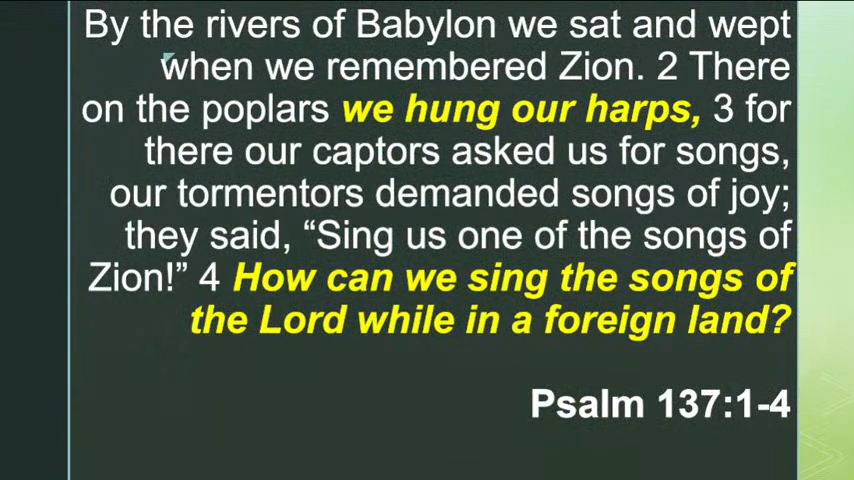 By the rivers of Babylon we sat and wept
when we remembered Zion. 2 There
on the poplars we hung our harps, 3 for
there our captors asked us for songs,
our tormentors demanded songs of joy;
they said, “Sing us one of the songs of
Zion!” 4 How can we sing the songs of
the Lord while in a foreign land?
Psalm 137:1-4